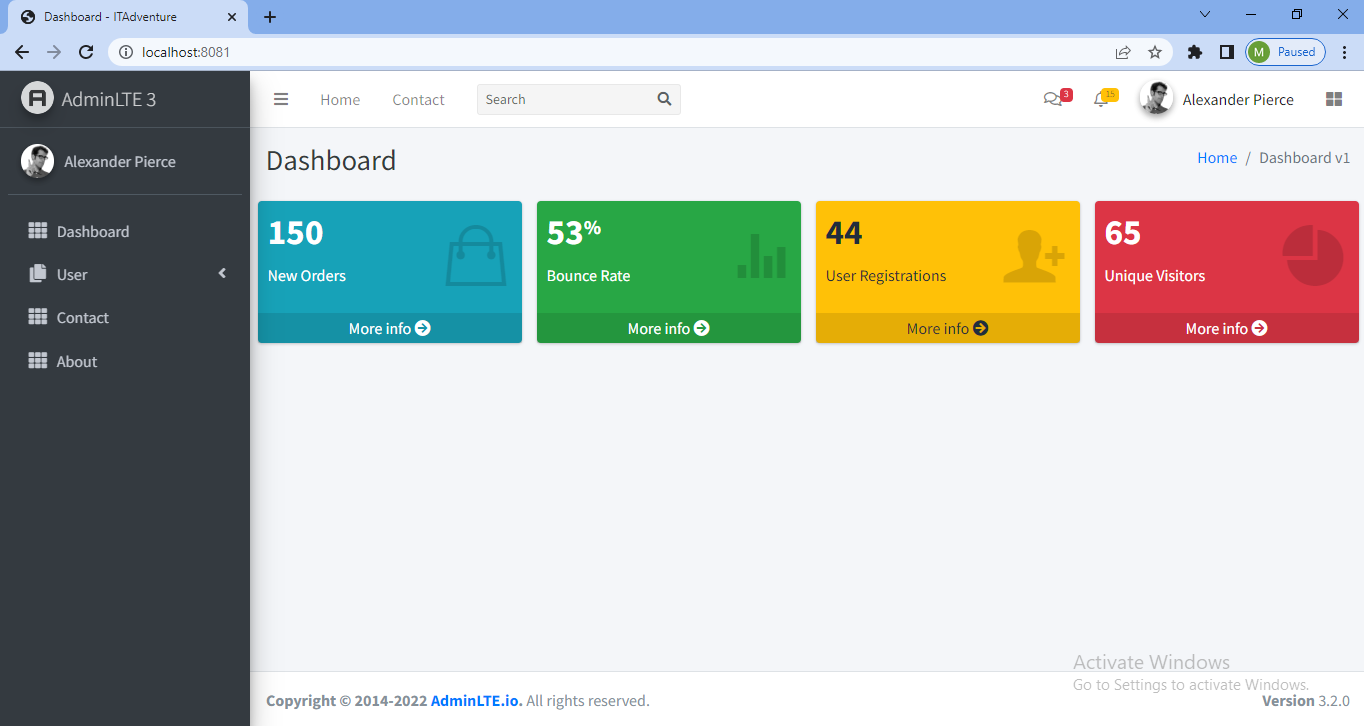 Dashboard - ITAdventure
localhost:8081
M Paused
AdminLTE 3
Home Contact Search 3 15 Alexander Pierce
Alexander Pierce
Dashboard
Home / Dashboard v1
Dashboard
User
Contact
About
150
New Orders
More info
53%
Bounce Rate
More info
44
User Registrations
More info
65
Unique Visitors
More info
Activate Windows
Go to Settings to activate Windows.
Copyright © 2014-2022 AdminLTE.io. All rights reserved.
Version 3.2.0